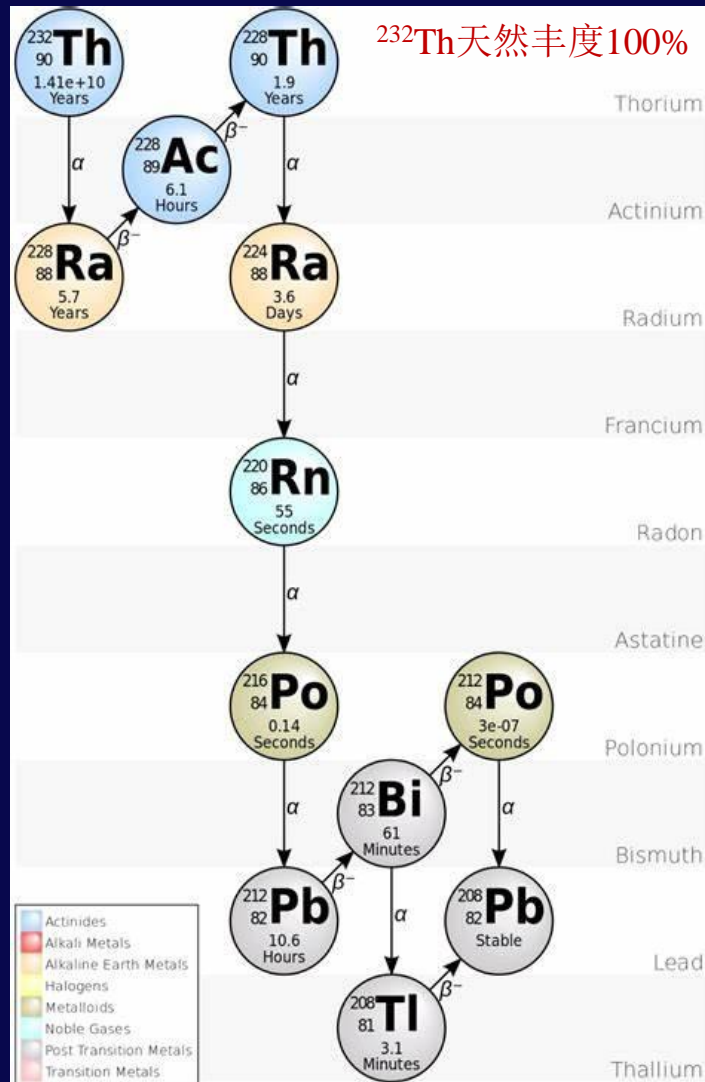 ²³²Th天然丰度100%
232
90
Th
1.41e+10
Years
228
90
Th
1.9
Years
Thorium
α
β⁻
228
89
Ac
6.1
Hours
β⁻
α
Actinium
228
88
Ra
5.7
Years
224
88
Ra
3.6
Days
Radium
α
Francium
220
86
Rn
55
Seconds
Radon
α
Astatine
216
84
Po
0.14
Seconds
212
84
Po
3e-07
Seconds
Polonium
α
β⁻
212
83
Bi
61
Minutes
β⁻
α
Bismuth
212
82
Pb
10.6
Hours
α
208
82
Pb
Stable
Lead
208
81
Tl
3.1
Minutes
β⁻
Thallium
Actinides
Alkali Metals
Alkaline Earth Metals
Halogens
Metalloids
Noble Gases
Post Transition Metals
Transition Metals